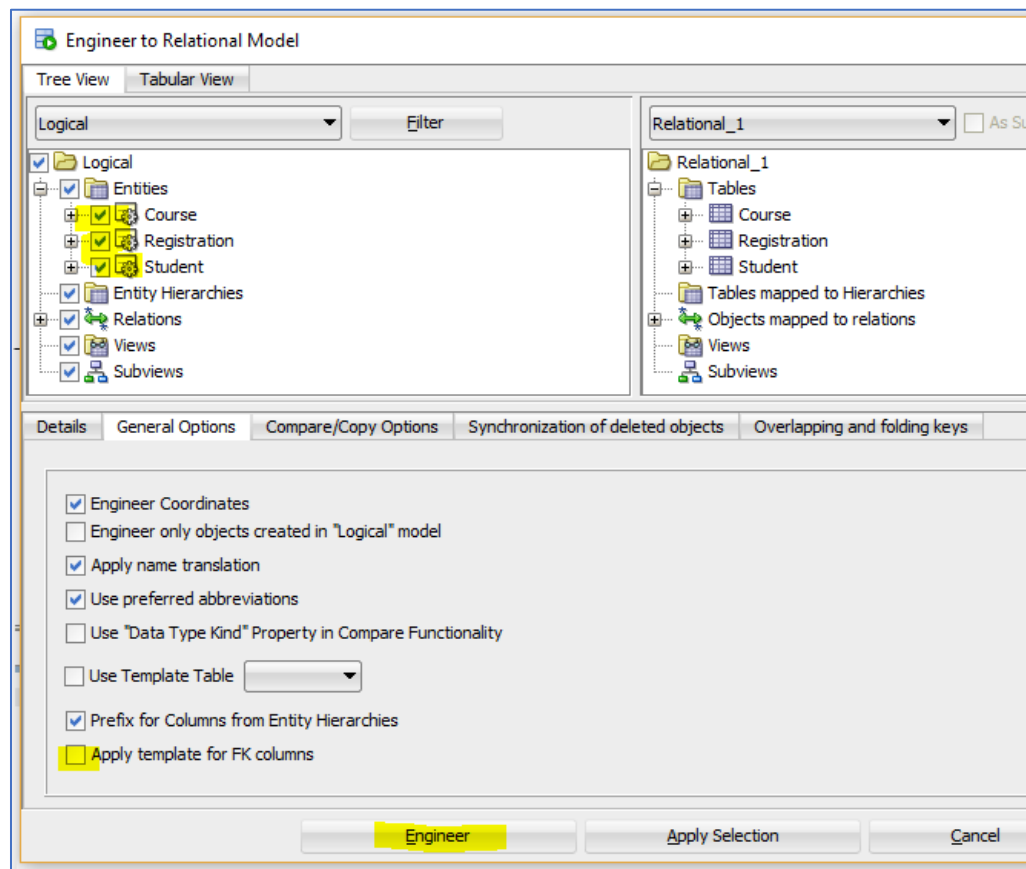 Engineer to Relational Model
Tree View Tabular View
Logical Filter
Logical
Entities
Course
Registration
Student
Entity Hierarchies
Relations
Views
Subviews
Relational_1 As Su
Relational_1
Tables
Course
Registration
Student
Tables mapped to Hierarchies
Objects mapped to relations
Views
Subviews
Details General Options Compare/Copy Options Synchronization of deleted objects Overlapping and folding keys
Engineer Coordinates
Engineer only objects created in "Logical" model
Apply name translation
Use preferred abbreviations
Use "Data Type Kind" Property in Compare Functionality
Use Template Table
Prefix for Columns from Entity Hierarchies
Apply template for FK columns
Engineer Apply Selection Cancel